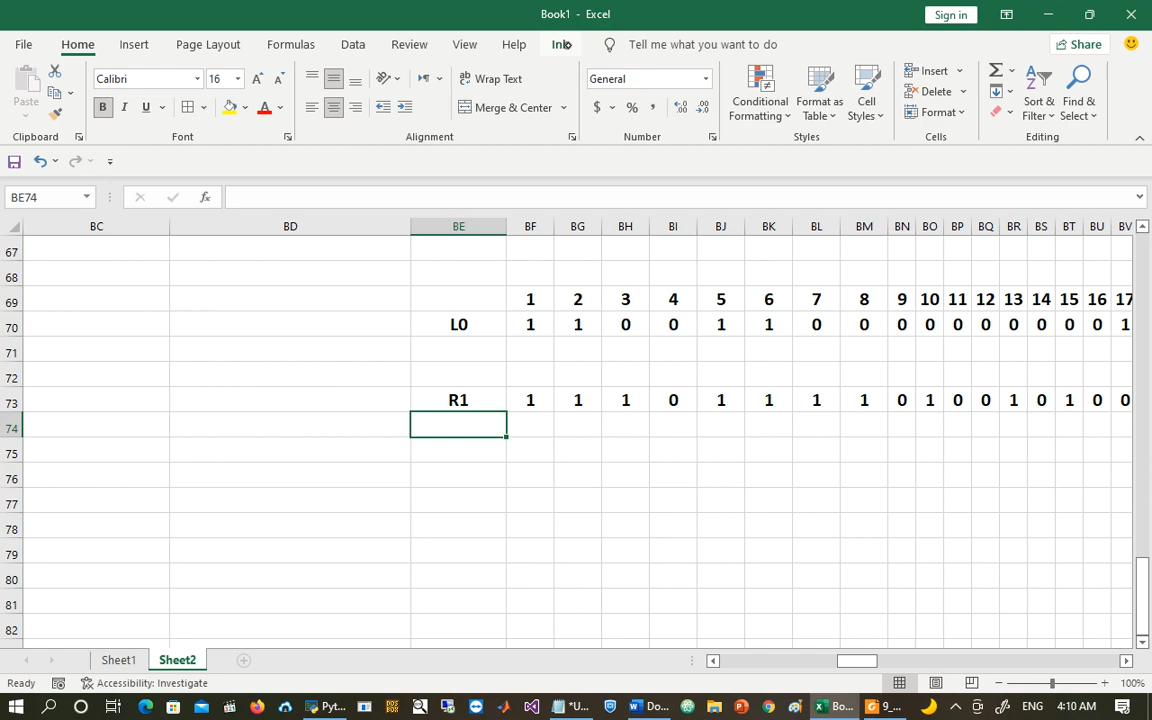 Book1 - Excel
Sign in
File Home Insert Page Layout Formulas Data Review View Help Tell me what you want to do Share
Paste Calibri 16 Wrap Text General Conditional Formatting Format as Table Cell Styles Insert Sort & Filter Find & Select
B I U A Merge & Center $ % , Delete
Format
Clipboard Font Alignment Number Styles Cells Editing
BE74 fx
BC BD BE BF BG BH BI BJ BK BL BM BN BO BP BQ BR BS BT BU BV
67
68
69 1 2 3 4 5 6 7 8 9 10 11 12 13 14 15 16 17
70 L0 1 1 0 0 1 1 0 0 0 0 0 0 0 0 0 0 1
71
72
73 R1 1 1 1 0 1 1 1 1 0 1 0 0 1 0 1 0 0
74
75
76
77
78
79
80
81
82
Sheet1 Sheet2
Ready Accessibility: Investigate 100%
Pyt... *U... Do... Bo... 9_... ENG 4:10 AM